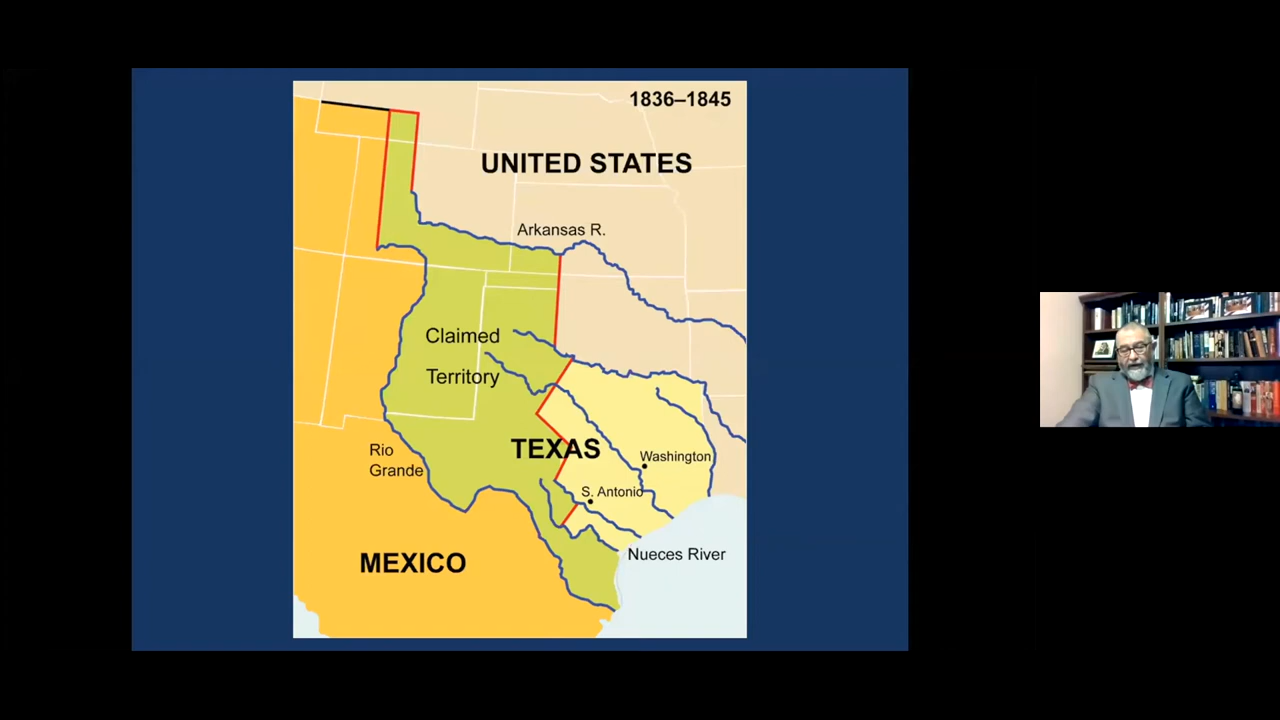 1836–1845
UNITED STATES
Arkansas R.
Claimed
Territory
TEXAS
Rio
Grande
Washington
S. Antonio
MEXICO
Nueces River